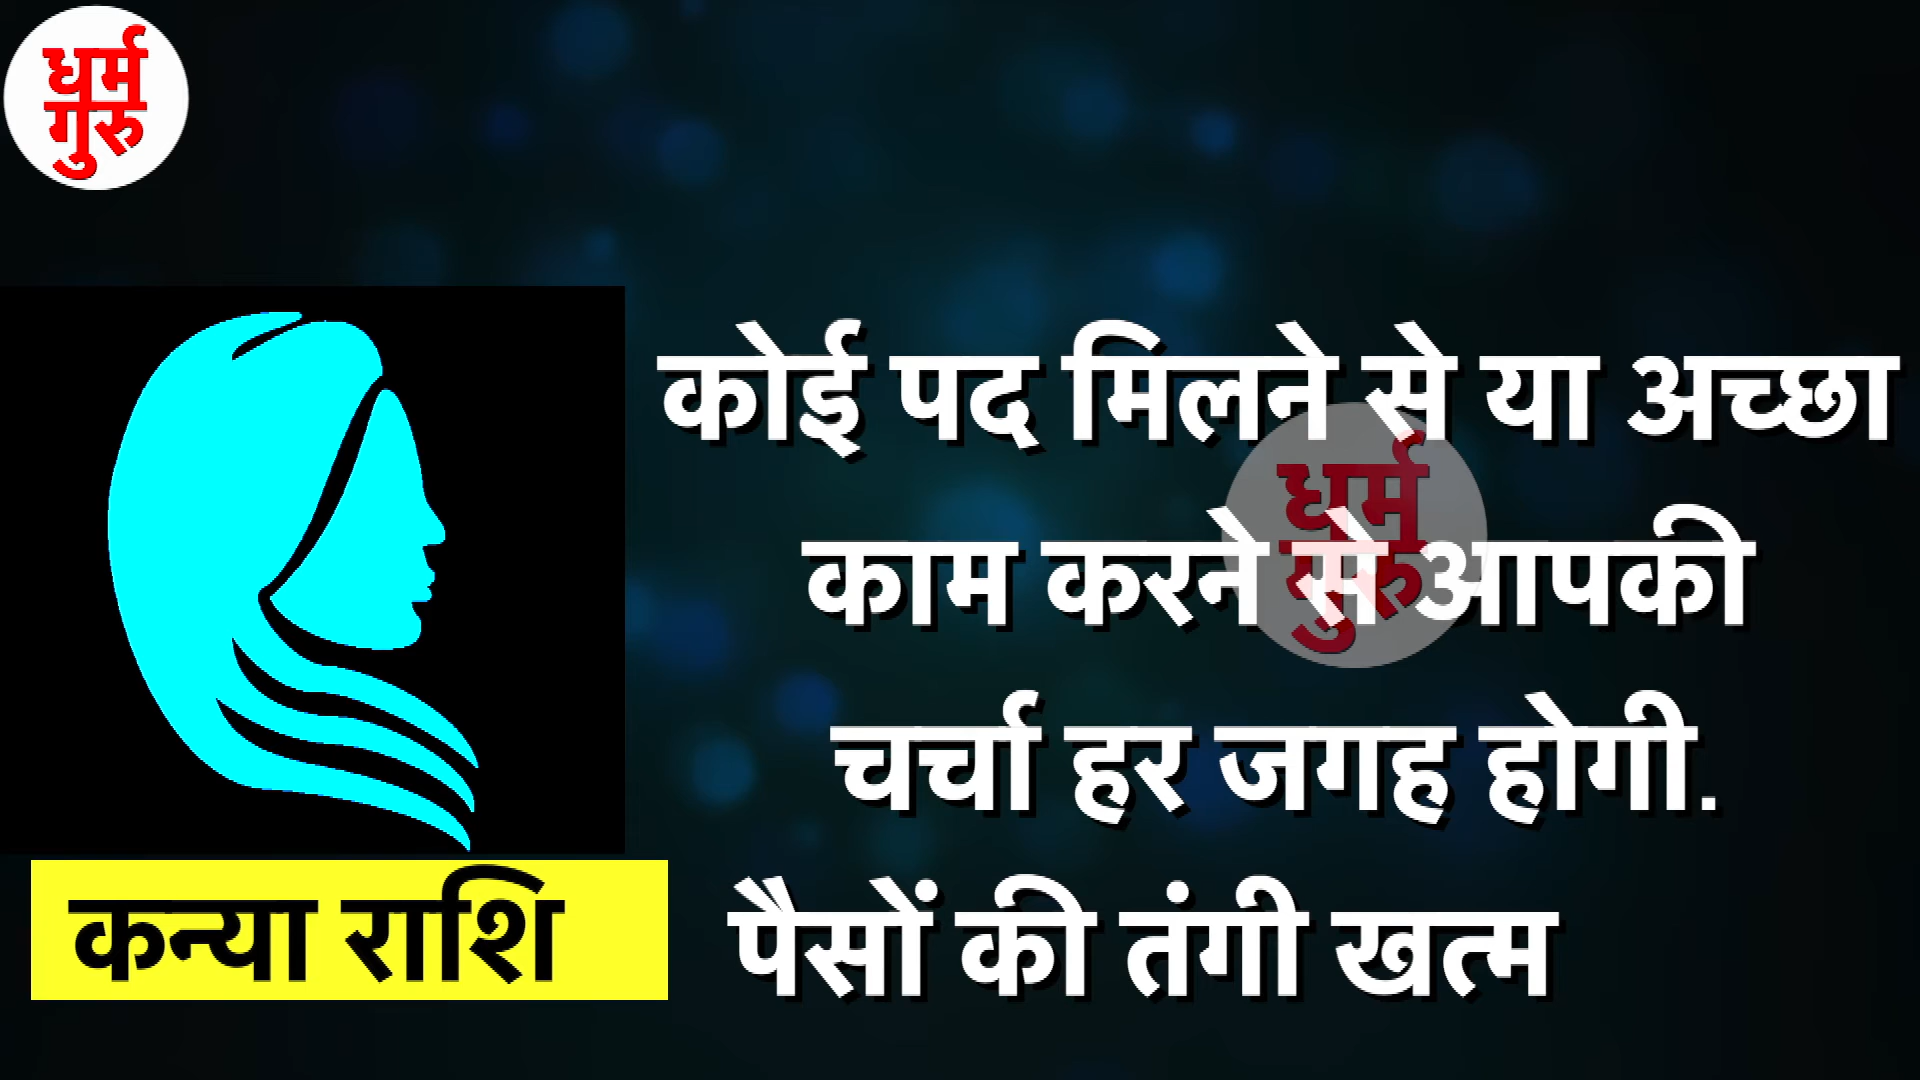 धर्म
गुरु
कोई पद मिलने से या अच्छा
काम करने से आपकी
चर्चा हर जगह होगी.
पैसों की तंगी खत्म
धर्म
गुरु
कन्या राशि